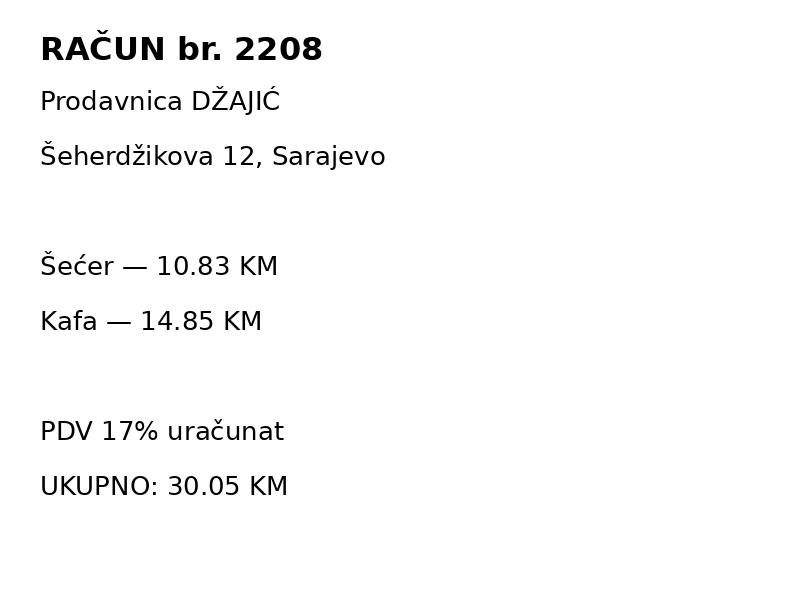 RAČUN br. 2208
Prodavnica DŽAJIĆ
Šeherdžikova 12, Sarajevo
Šećer — 10.83 KM
Kafa — 14.85 KM
PDV 17% uračunat
UKUPNO: 30.05 KM